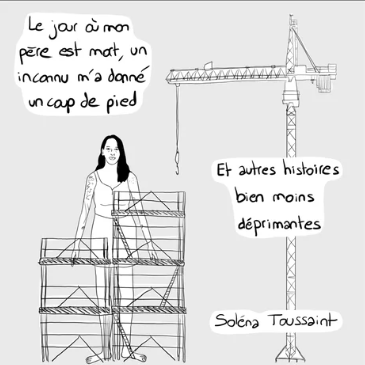 Le jour où mon
père est mort, un
inconnu m'a donné
un coup de pied
Et autres histoires
bien moins
déprimantes
Soléna Toussaint